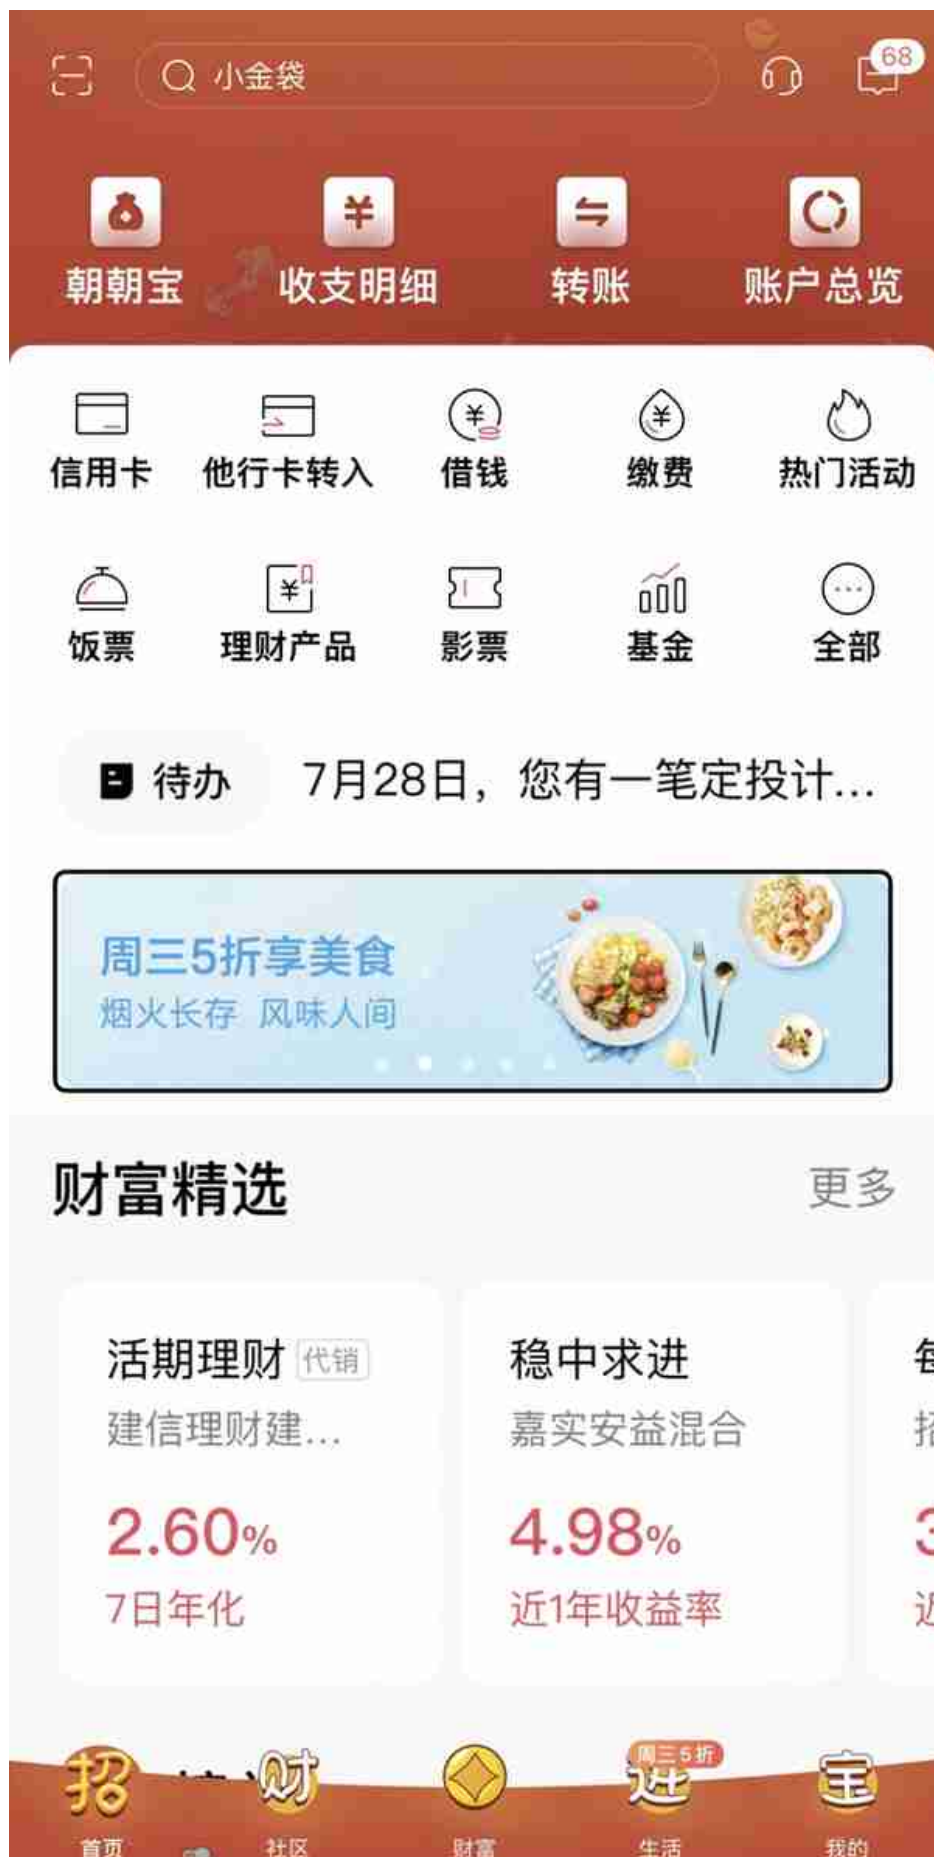 小金袋
68
朝朝宝 收支明细 转账 账户总览
信用卡 他行卡转入 借钱 缴费 热门活动
饭票 理财产品 影票 基金 全部
待办 7月28日，您有一笔定投计...
周三5折享美食
烟火长存 风味人间
财富精选 更多
活期理财 代销 稳中求进
建信理财建... 嘉实安益混合
2.60% 4.98% 3
7日年化 近1年收益率 近
周三5折
招 财 进 宝
首页 社区 财富 生活 我的